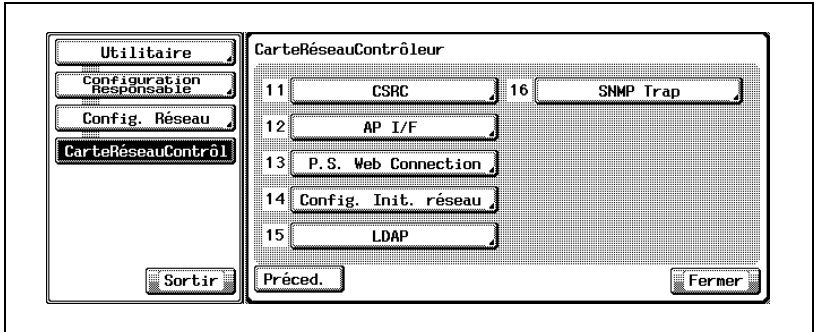 Utilitaire
Configuration
Responsable
Config. Réseau
CarteRéseauContrôl
Sortir
CarteRéseauContrôleur
11 CSRC
16 SNMP Trap
12 AP I/F
13 P.S. Web Connection
14 Config. Init. réseau
15 LDAP
Préced.
Fermer